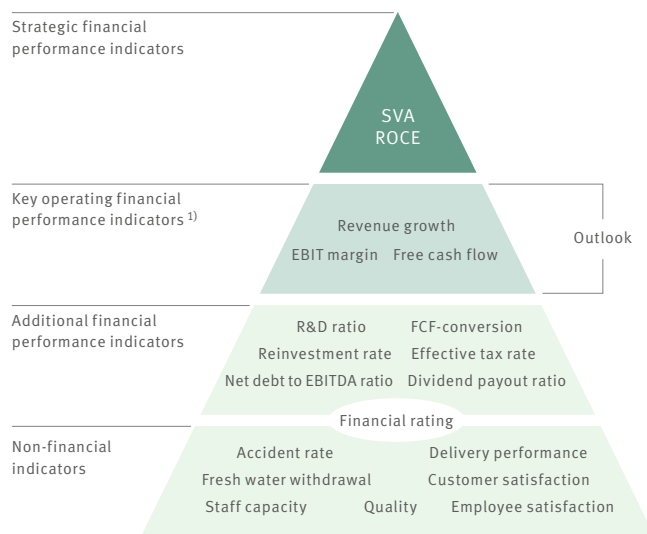 Strategic financial
performance indicators
SVA
ROCE
Key operating financial
performance indicators 1)
Revenue growth
EBIT margin Free cash flow
Outlook
Additional financial
performance indicators
R&D ratio FCF-conversion
Reinvestment rate Effective tax rate
Net debt to EBITDA ratio Dividend payout ratio
Financial rating
Non-financial
indicators
Accident rate Delivery performance
Fresh water withdrawal Customer satisfaction
Staff capacity Quality Employee satisfaction